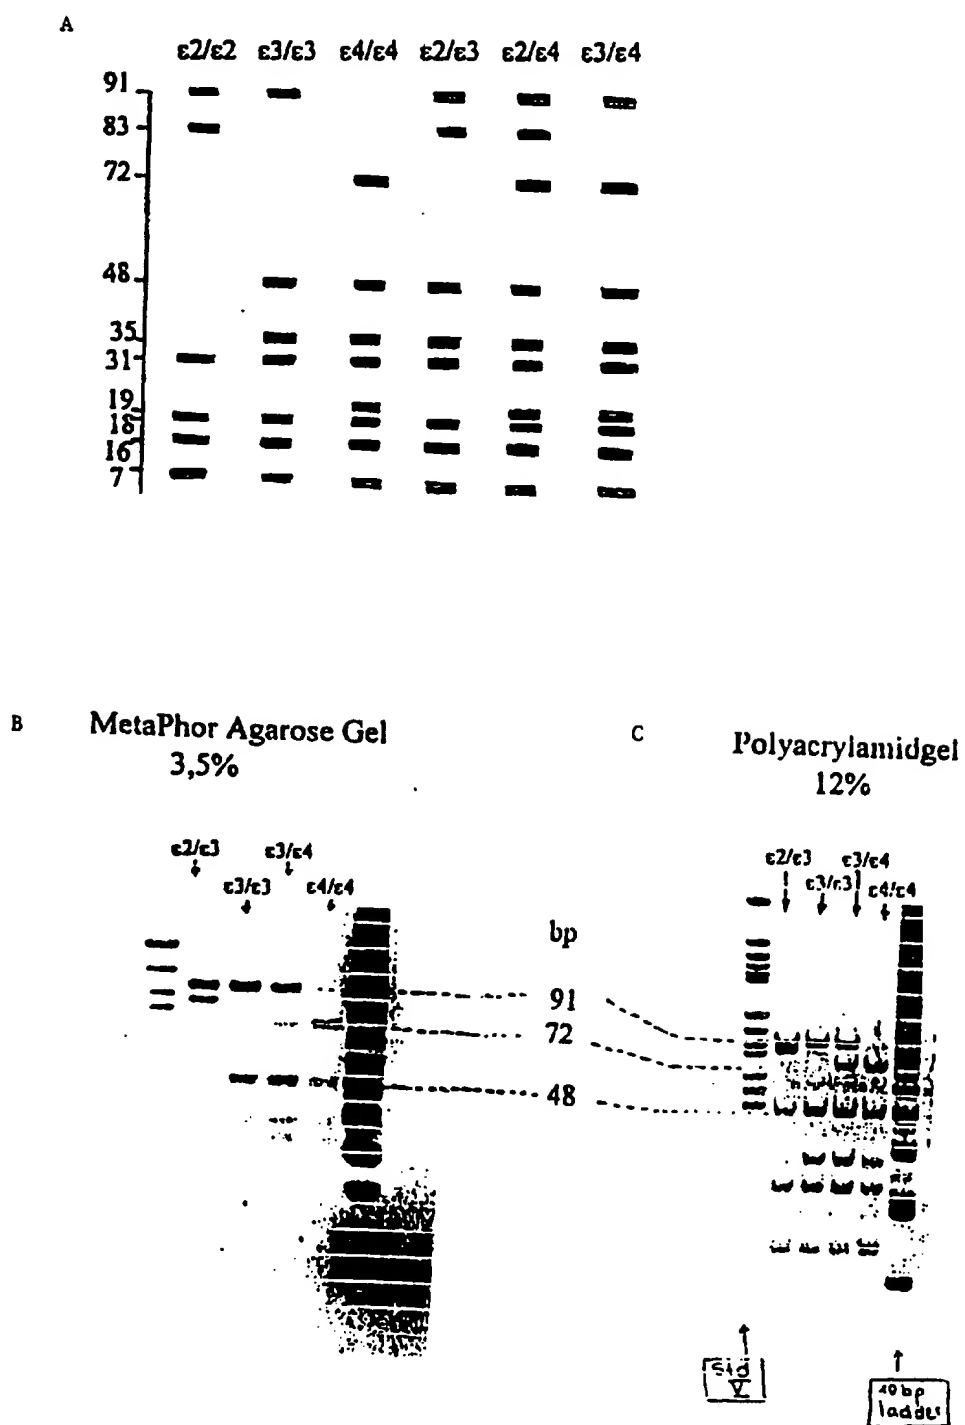 A
ε2/ε2 ε3/ε3 ε4/ε4 ε2/ε3 ε2/ε4 ε3/ε4
91
83
72
48
35
31
19
18
16
7
B
MetaPhor Agarose Gel
3,5%
ε2/ε3 ε3/ε4
ε3/ε3 ε4/ε4
bp
91
72
48
C
Polyacrylamidgel
12%
ε2/ε3 ε3/ε4
ε3/ε3 ε4/ε4
Std
V
10 bp
ladder